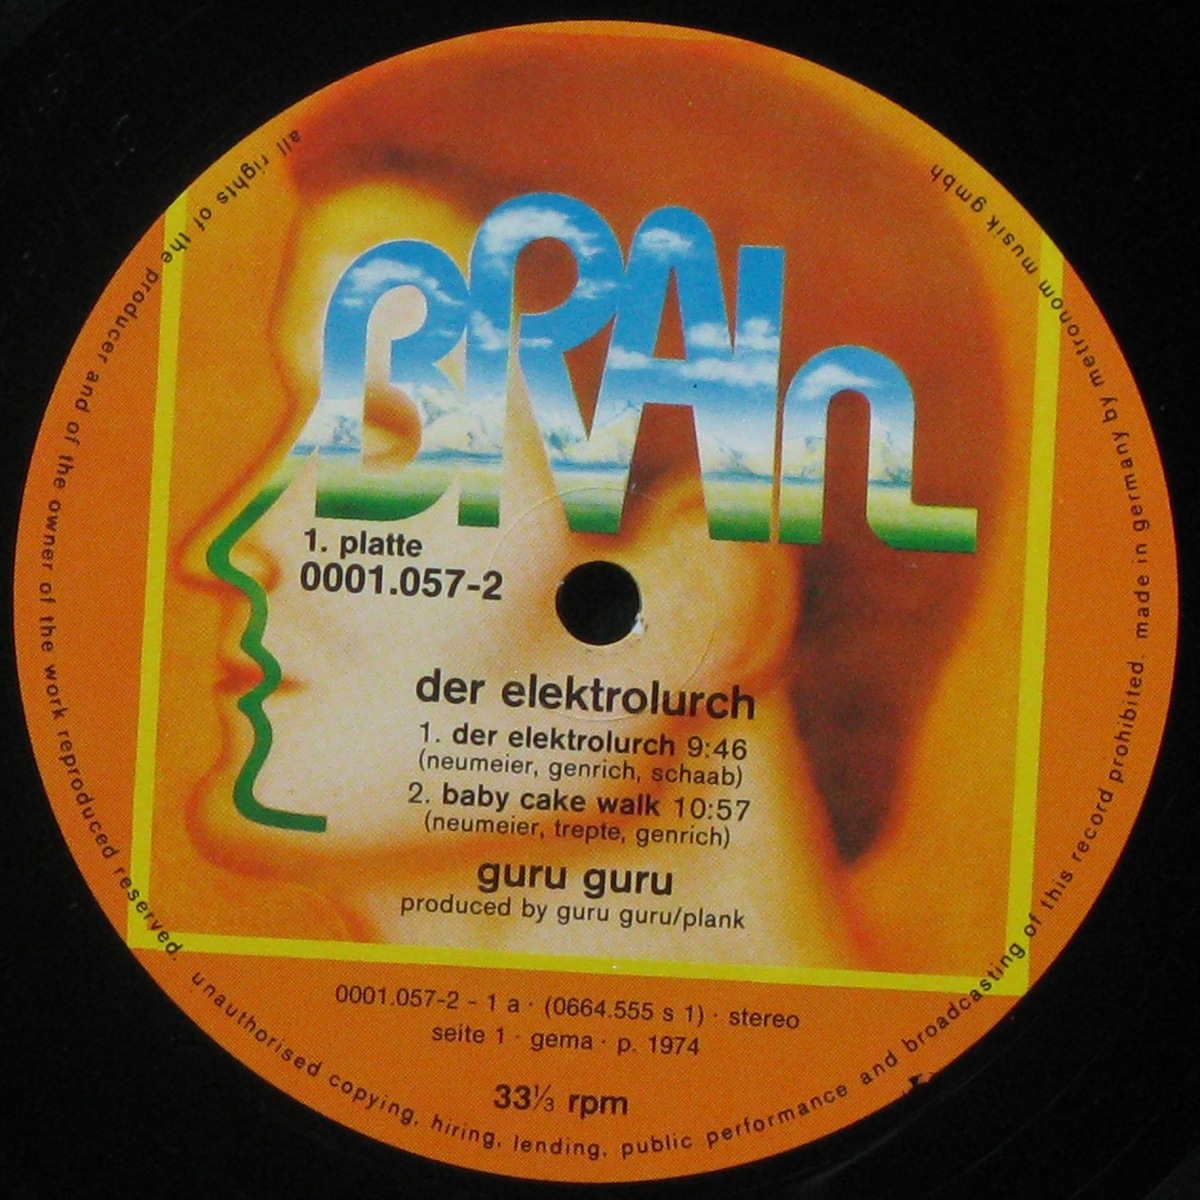 BRAIn
1. platte
0001.057-2
der elektrolurch
1. der elektrolurch 9:46
(neumeier, genrich, schaab)
2. baby cake walk 10:57
(neumeier, trepte, genrich)
guru guru
produced by guru guru/plank
0001.057-2 - 1 a · (0664.555 s 1) · stereo
seite 1 · gema · p. 1974
33⅓ rpm
all rights of the producer and of the owner of the work reproduced reserved. unauthorised copying, hiring, lending, public performance and broadcasting of this record prohibited. made in germany by metronom musik gmbh